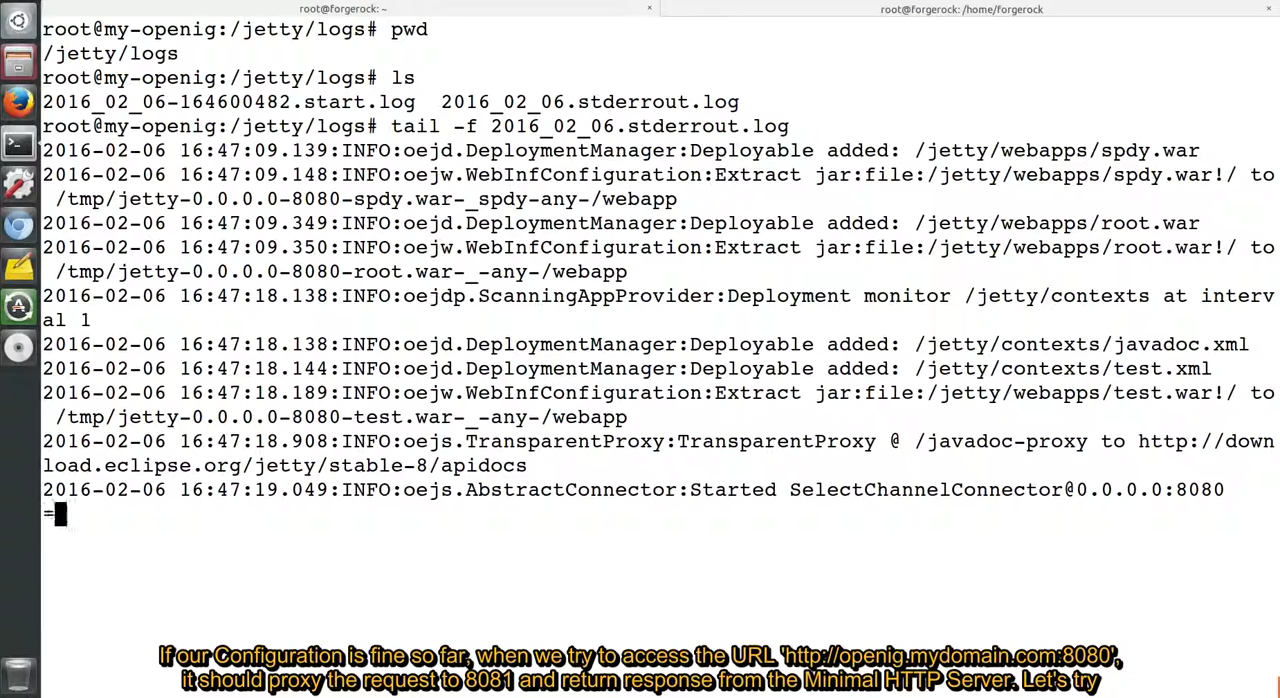 root@forgerock: ~
×
root@forgerock: /home/forgerock
×
root@my-openig:/jetty/logs# pwd
/jetty/logs
root@my-openig:/jetty/logs# ls
2016_02_06-164600482.start.log  2016_02_06.stderrout.log
root@my-openig:/jetty/logs# tail -f 2016_02_06.stderrout.log
2016-02-06 16:47:09.139:INFO:oejd.DeploymentManager:Deployable added: /jetty/webapps/spdy.war
2016-02-06 16:47:09.148:INFO:oejw.WebInfConfiguration:Extract jar:file:/jetty/webapps/spdy.war!/ to
/tmp/jetty-0.0.0.0-8080-spdy.war-_spdy-any-/webapp
2016-02-06 16:47:09.349:INFO:oejd.DeploymentManager:Deployable added: /jetty/webapps/root.war
2016-02-06 16:47:09.350:INFO:oejw.WebInfConfiguration:Extract jar:file:/jetty/webapps/root.war!/ to
/tmp/jetty-0.0.0.0-8080-root.war-_-any-/webapp
2016-02-06 16:47:18.138:INFO:oejdp.ScanningAppProvider:Deployment monitor /jetty/contexts at interv
al 1
2016-02-06 16:47:18.138:INFO:oejd.DeploymentManager:Deployable added: /jetty/contexts/javadoc.xml
2016-02-06 16:47:18.144:INFO:oejd.DeploymentManager:Deployable added: /jetty/contexts/test.xml
2016-02-06 16:47:18.189:INFO:oejw.WebInfConfiguration:Extract jar:file:/jetty/webapps/test.war!/ to
/tmp/jetty-0.0.0.0-8080-test.war-_-any-/webapp
2016-02-06 16:47:18.908:INFO:oejs.TransparentProxy:TransparentProxy @ /javadoc-proxy to http://down
load.eclipse.org/jetty/stable-8/apidocs
2016-02-06 16:47:19.049:INFO:oejs.AbstractConnector:Started SelectChannelConnector@0.0.0.0:8080
=
If our Configuration is fine so far, when we try to access the URL 'http://openig.mydomain.com:8080',
it should proxy the request to 8081 and return response from the Minimal HTTP Server. Let's try